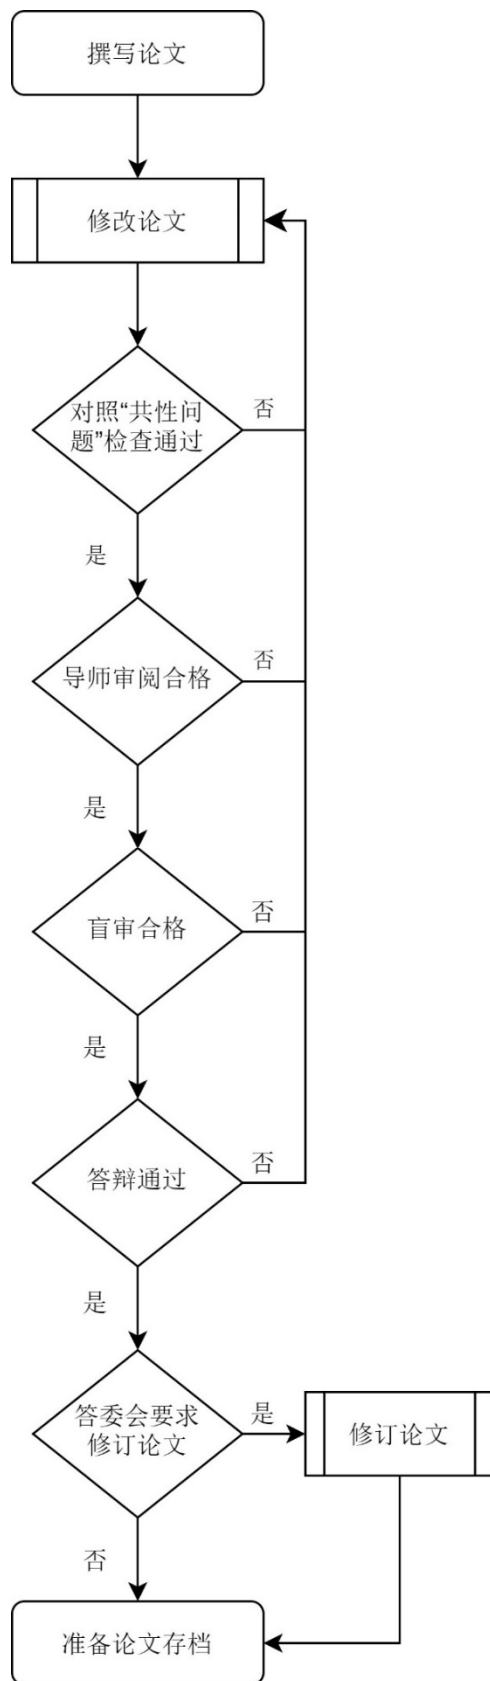 撰写论文
修改论文
对照“共性问
题”检查通过
否
是
导师审阅合格
否
是
盲审合格
否
是
答辩通过
否
是
答委会要求
修订论文
是
修订论文
否
准备论文存档